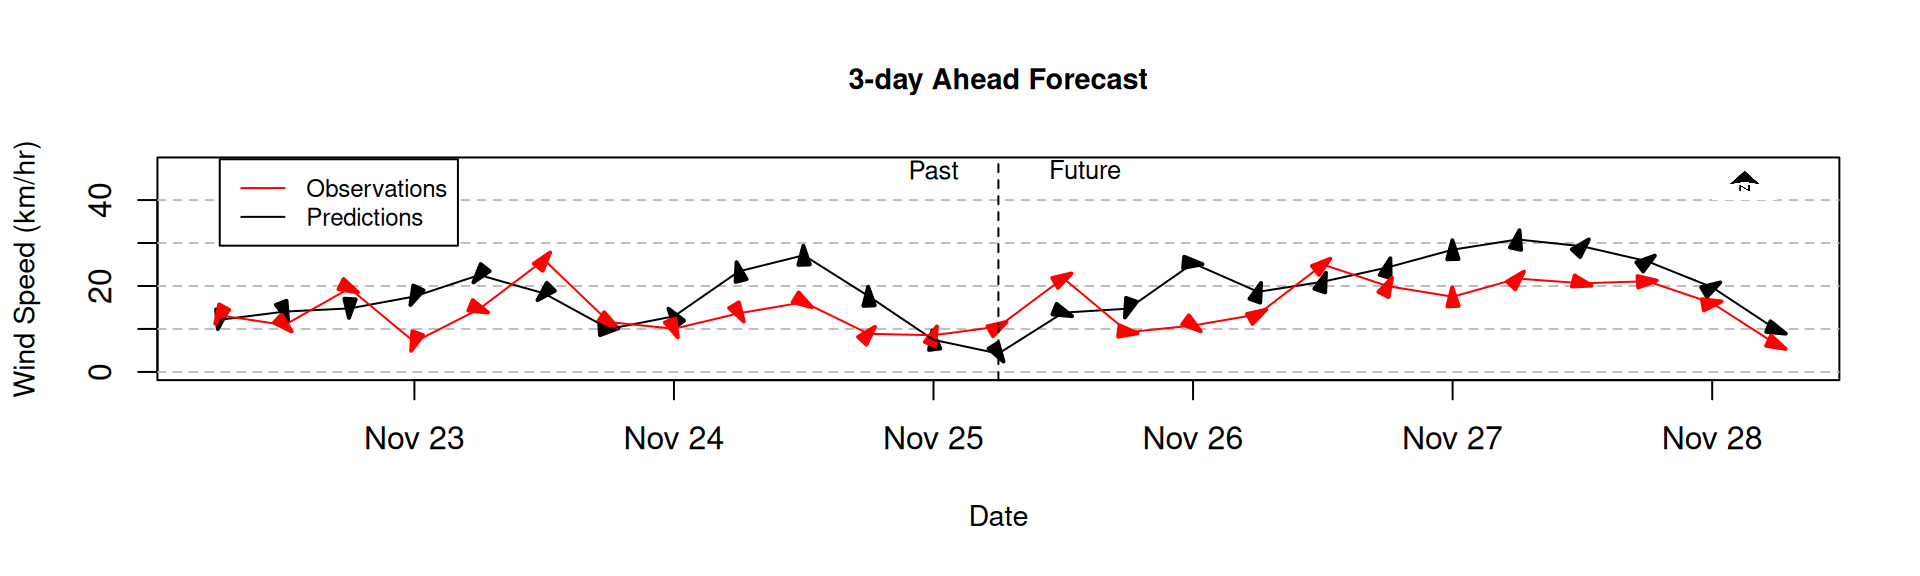 3-day Ahead Forecast
Wind Speed (km/hr)
40
20
0
Observations
Predictions
Past
Future
N
Nov 23
Nov 24
Nov 25
Nov 26
Nov 27
Nov 28
Date